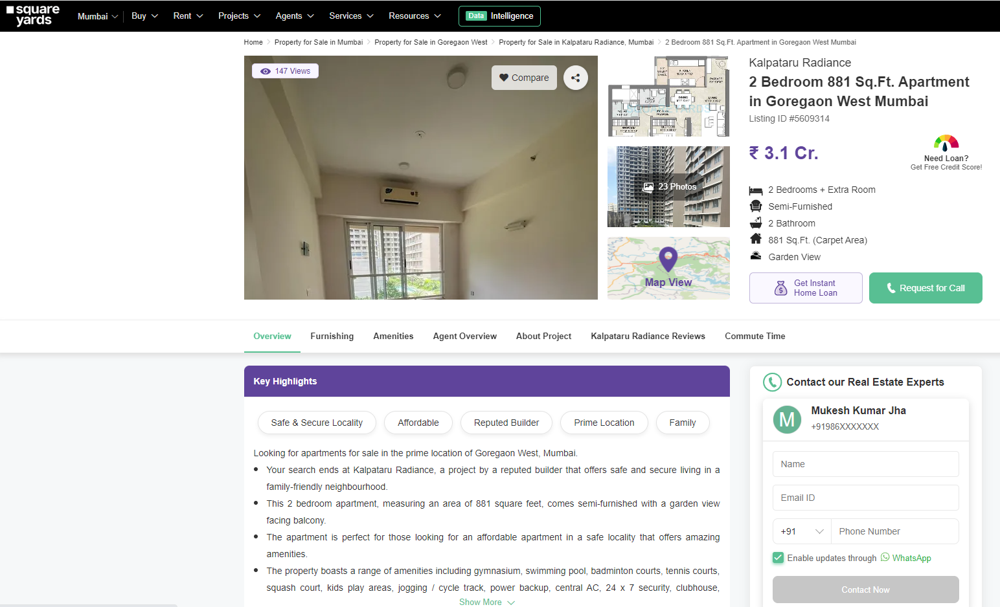 square
yards
Mumbai
Buy
Rent
Projects
Agents
Services
Resources
Data Intelligence
Home
Property for Sale in Mumbai
Property for Sale in Goregaon West
Property for Sale in Kalpataru Radiance, Mumbai
2 Bedroom 881 Sq.Ft. Apartment in Goregaon West Mumbai
147 Views
Compare
KITCHEN
PASSAGE
DINING
LIVING
TOILET
TOILET
PASSAGE
BEDROOM
BEDROOM
23 Photos
Map View
Kalpataru Radiance
2 Bedroom 881 Sq.Ft. Apartment
in Goregaon West Mumbai
Listing ID #5609314
₹ 3.1 Cr.
Need Loan?
Get Free Credit Score!
2 Bedrooms + Extra Room
Semi-Furnished
2 Bathroom
881 Sq.Ft. (Carpet Area)
Garden View
Get Instant
Home Loan
Request for Call
Overview
Furnishing
Amenities
Agent Overview
About Project
Kalpataru Radiance Reviews
Commute Time
Key Highlights
Safe & Secure Locality
Affordable
Reputed Builder
Prime Location
Family
Looking for apartments for sale in the prime location of Goregaon West, Mumbai.
• Your search ends at Kalpataru Radiance, a project by a reputed builder that offers safe and secure living in a
family-friendly neighbourhood.
• This 2 bedroom apartment, measuring an area of 881 square feet, comes semi-furnished with a garden view
facing balcony.
• The apartment is perfect for those looking for an affordable apartment in a safe locality that offers amazing
amenities.
• The property boasts a range of amenities including gymnasium, swimming pool, badminton courts, tennis courts,
squash court, kids play areas, jogging / cycle track, power backup, central AC, 24 x 7 security, clubhouse,
Show More
Contact our Real Estate Experts
M
Mukesh Kumar Jha
+91986XXXXXXX
Name
Email ID
+91
Phone Number
Enable updates through WhatsApp
Contact Now